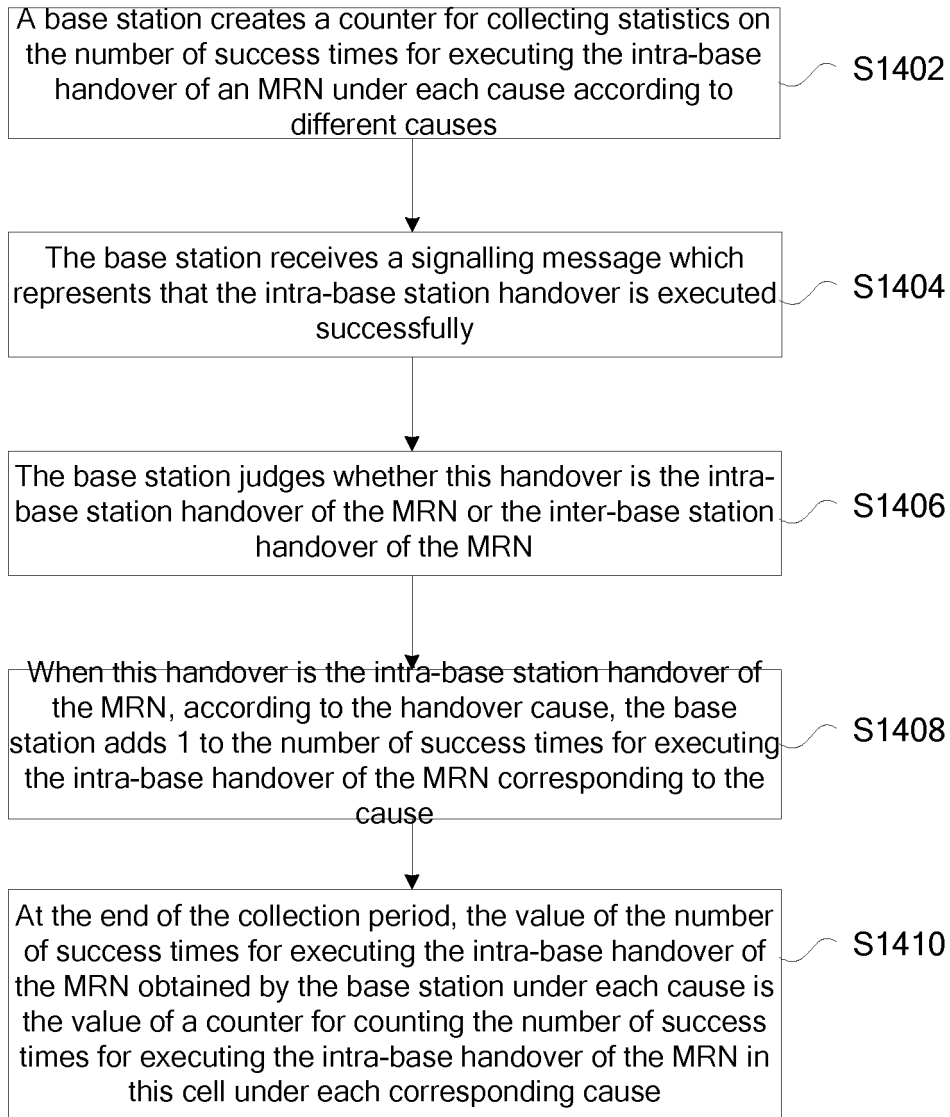 A base station creates a counter for collecting statistics on
the number of success times for executing the intra-base
handover of an MRN under each cause according to
different causes
S1402
The base station receives a signalling message which
represents that the intra-base station handover is executed
successfully
S1404
The base station judges whether this handover is the intra-
base station handover of the MRN or the inter-base station
handover of the MRN
S1406
When this handover is the intra-base station handover of
the MRN, according to the handover cause, the base
station adds 1 to the number of success times for executing
the intra-base handover of the MRN corresponding to the
cause
S1408
At the end of the collection period, the value of the number
of success times for executing the intra-base handover of
the MRN obtained by the base station under each cause is
the value of a counter for counting the number of success
times for executing the intra-base handover of the MRN in
this cell under each corresponding cause
S1410